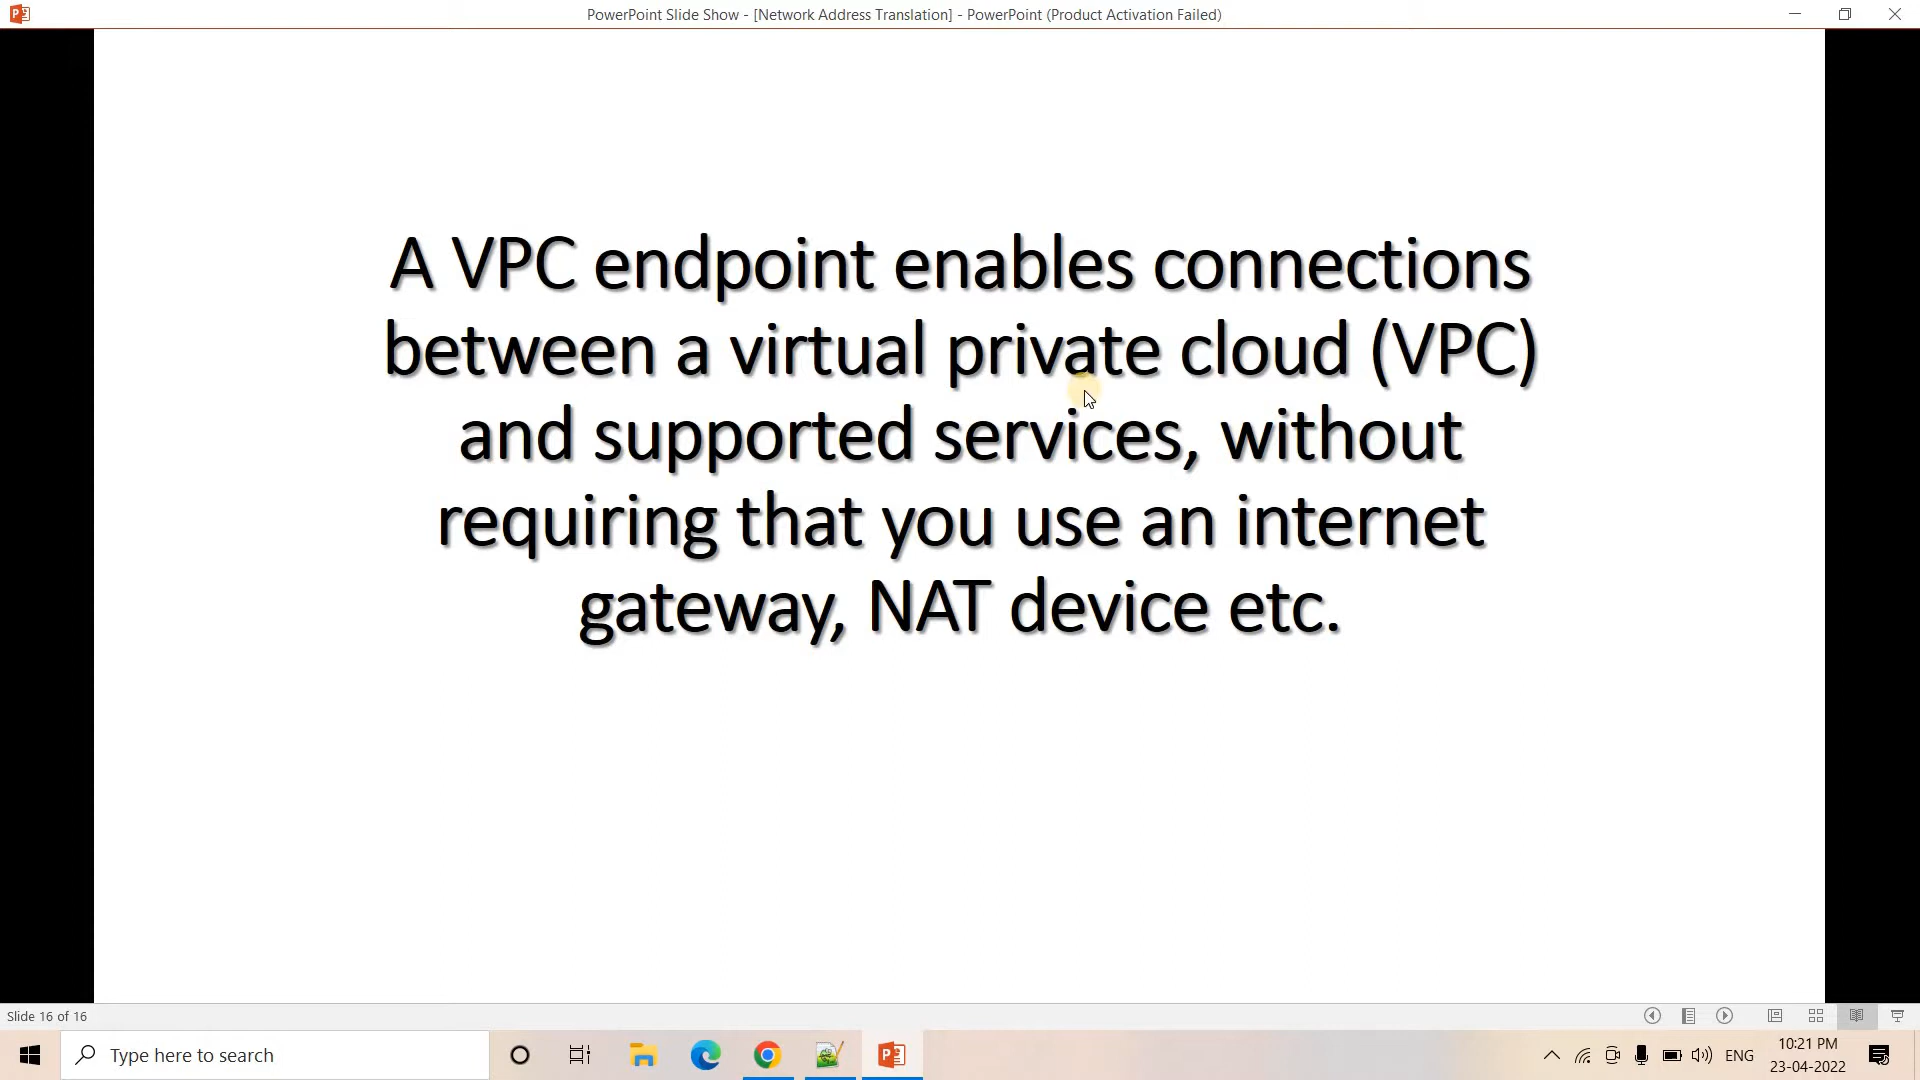 PowerPoint Slide Show - [Network Address Translation] - PowerPoint (Product Activation Failed)
A VPC endpoint enables connections
between a virtual private cloud (VPC)
and supported services, without
requiring that you use an internet
gateway, NAT device etc.
Slide 16 of 16
Type here to search
ENG
10:21 PM
23-04-2022